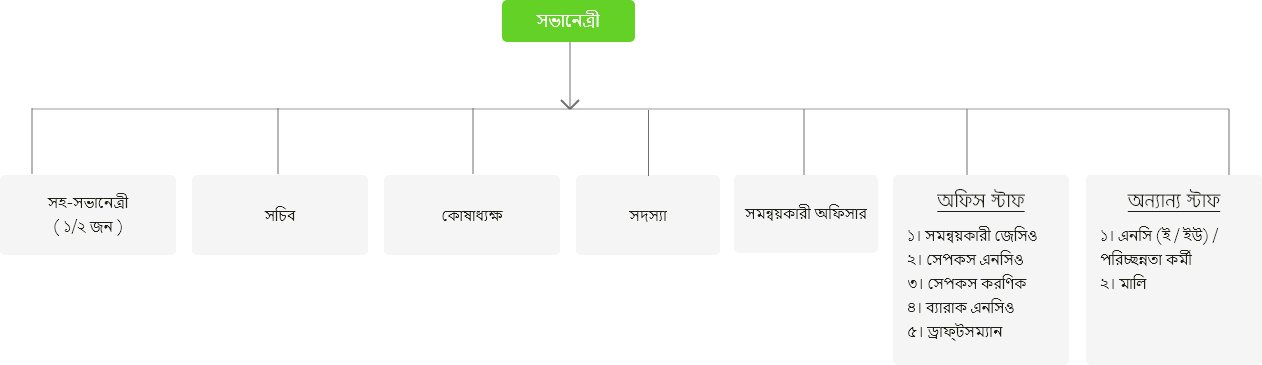 সভানেত্রী
সহ-সভানেত্রী
( ১/২ জন )
সচিব
কোষাধ্যক্ষ
সদস্যা
সমন্বয়কারী অফিসার
অফিস স্টাফ
১। সমন্বয়কারী জেসিও
২। সেপকস এনসিও
৩। সেপকস করণিক
৪। ব্যারাক এনসিও
৫। ড্রাফ্‌টসম্যান
অন্যান্য স্টাফ
১। এনসি (ই / ইউ) /
পরিচ্ছন্নতা কর্মী
২। মালি